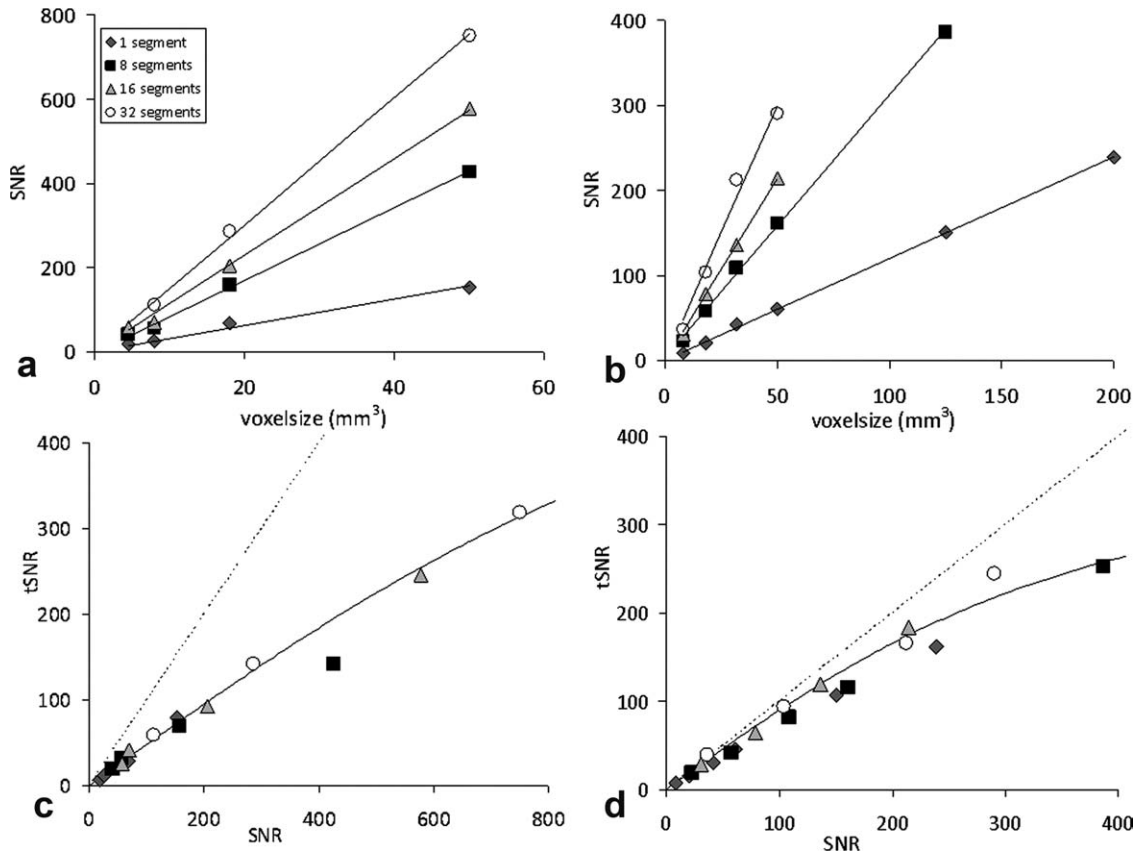 800
600
400
200
0
SNR
1 segment
8 segments
16 segments
32 segments
0 20 40 60
voxelsize (mm³)
a
400
300
200
100
0
SNR
0 50 100 150 200
voxelsize (mm³)
b
400
300
200
100
0
tSNR
0 200 400 600 800
SNR
c
400
300
200
100
0
tSNR
0 100 200 300 400
SNR
d